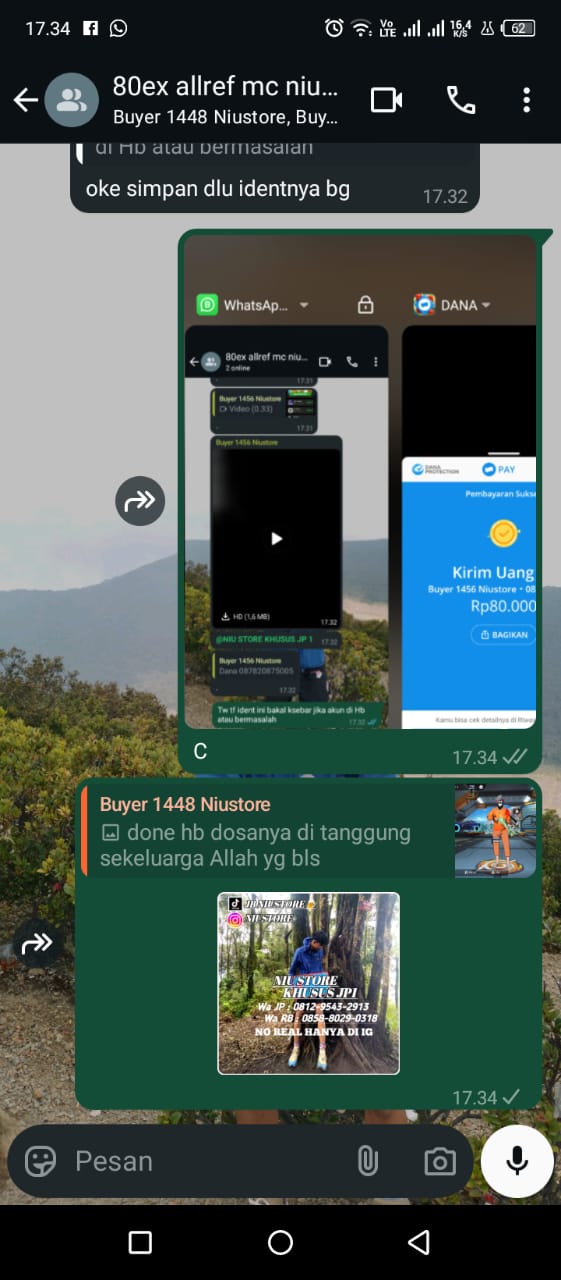 17.34
Vo
LTE
16,4
K/S
62
80ex allref mc niu...
Buyer 1448 Niustore, Buy...
di Hb atau bermasalah
oke simpan dlu identnya bg
17.32
WhatsAp...
DANA
80ex allref mc niu...
2 online
17.31
Buyer 1456 Niustore
Video (0.33)
17.31
Buyer 1456 Niustore
HD (1,6 MB)
17.32
@NIU STORE KHUSUS JP 1
17.32
Buyer 1456 Niustore
Dana 087820875005
17.32
Tw tf ident ini bakal ksebar jika akun di Hb
atau bermasalah
17.32
DANA
PROTECTION
PAY
Pembayaran Sukse
Kirim Uang
Buyer 1456 Niustore • 08
Rp80.000
BAGIKAN
Kamu bisa cek detailnya di Riway
C
17.34
Buyer 1448 Niustore
done hb dosanya di tanggung
sekeluarga Allah yg bls
JP NIUSTORE
NIUSTORE
NIU STORE
KHUSUS JP1
Wa JP : 0812-9543-2913
Wa RB : 0858-8029-0318
NO REAL HANYA DI IG
17.34
Pesan